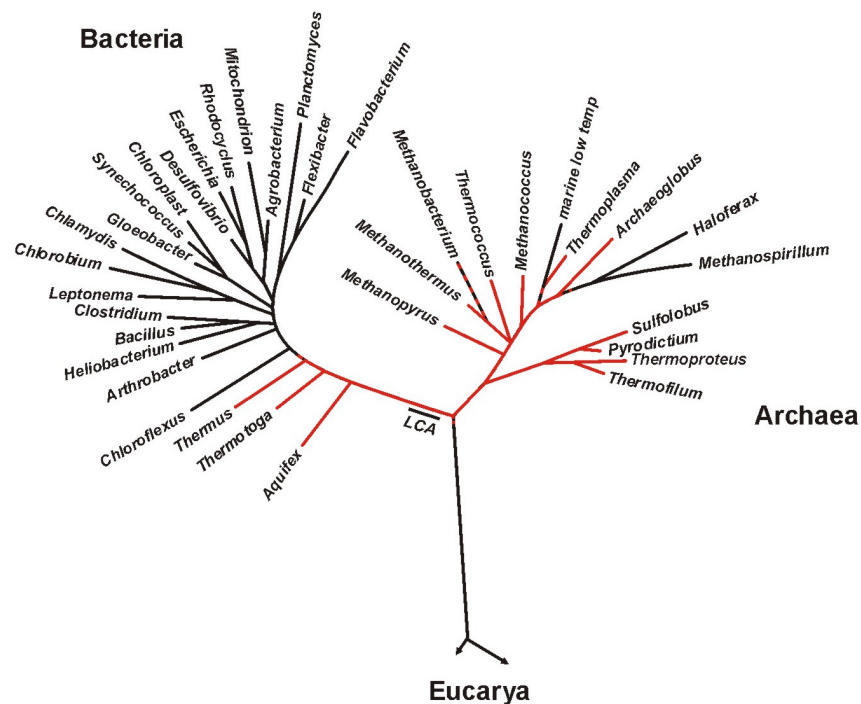 Bacteria
Mitochondrion
Rhodocyclus
Escherichia
Desulfovibrio
Chloroplast
Synechococcus
Gloeobacter
Chlamydis
Chlorobium
Leptonema
Clostridium
Bacillus
Heliobacterium
Arthrobacter
Chloroflexus
Thermus
Thermotoga
Aquifex
Agrobacterium
Planctomyces
Flexibacter
Flavobacterium
LCA
Methanopyrus
Methanothermus
Methanobacterium
Thermococcus
Methanococcus
marine low temp
Thermoplasma
Archaeoglobus
Haloferax
Methanospirillum
Sulfolobus
Pyrodictium
Thermoproteus
Thermofilum
Archaea
Eucarya